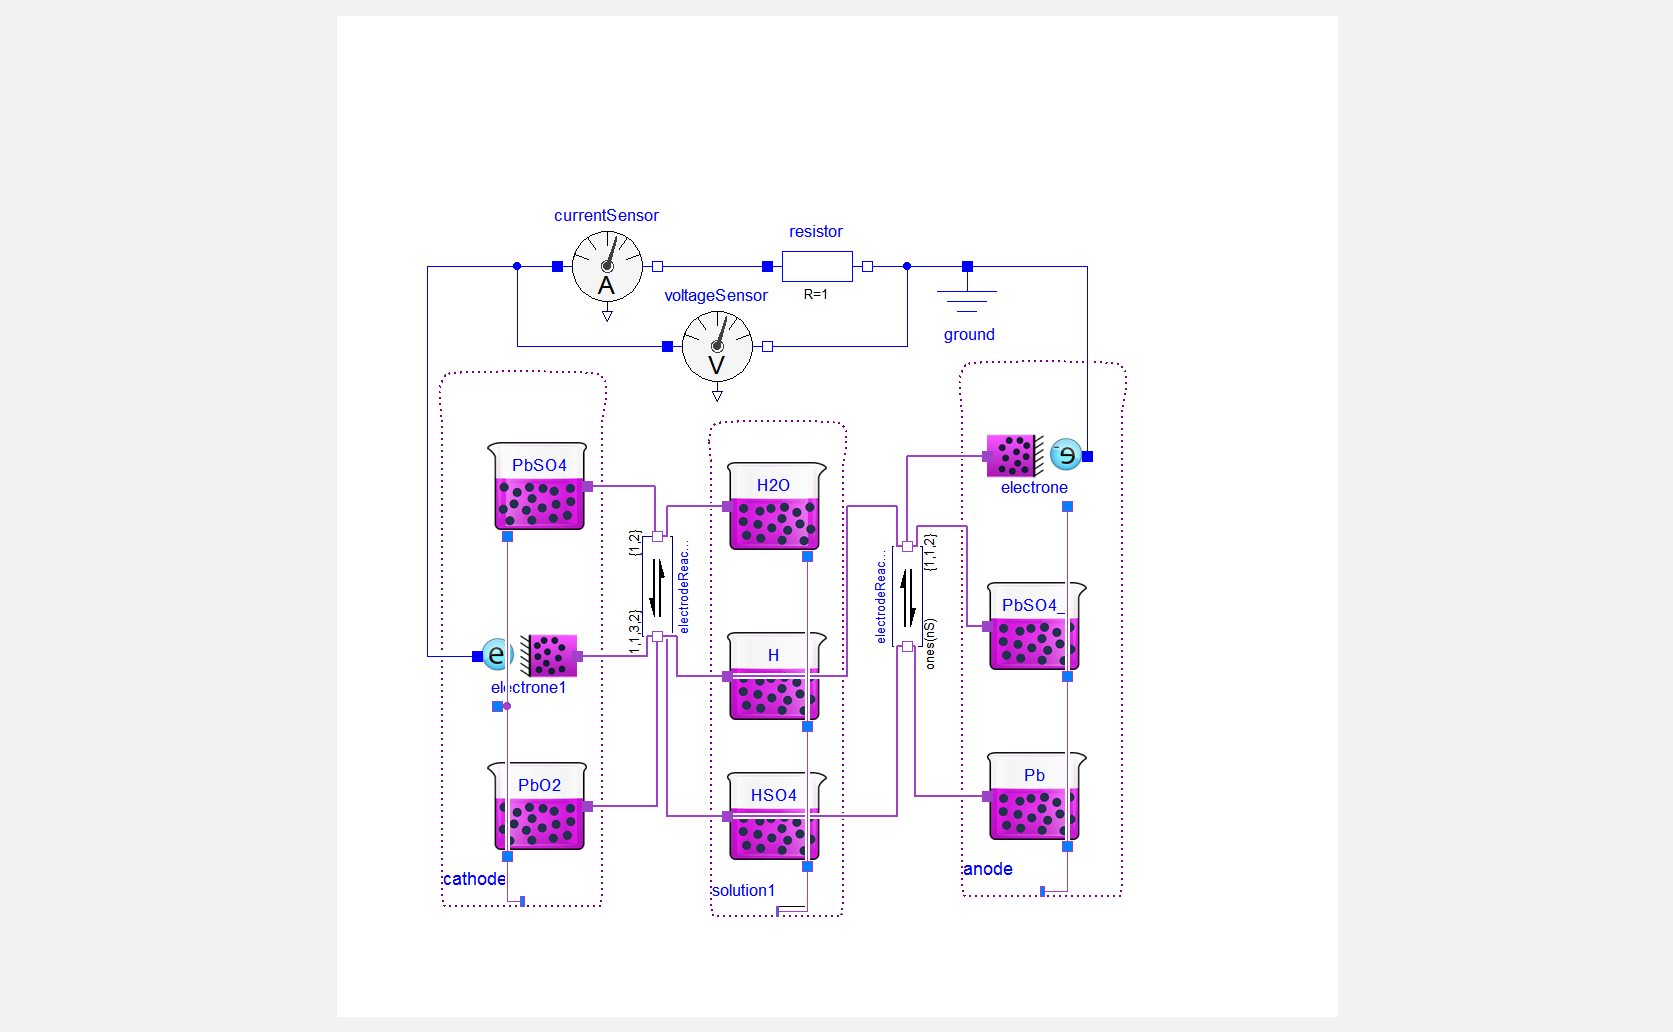 currentSensor
resistor
A
R=1
voltageSensor
V
ground
PbSO4
H2O
e
electrone
{1,2}
electrodeReac...
electrodeReac...
{1,1,2}
PbSO4_
1,1,3,2}
ones(nS)
e
H
electrone1
PbO2
HSO4
Pb
cathode
solution1
anode